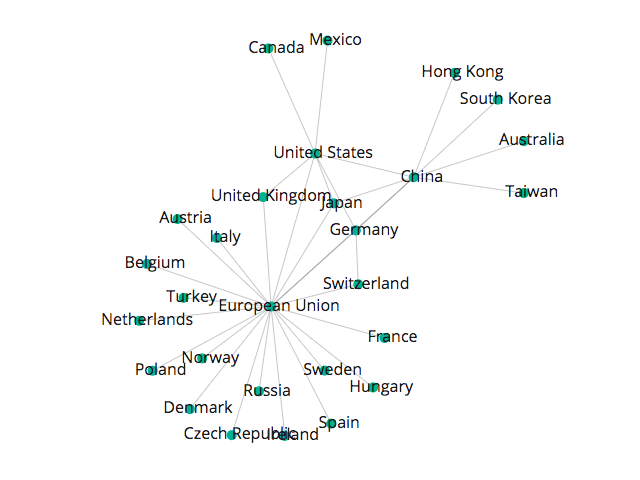 Mexico
Canada
Hong Kong
South Korea
Australia
United States
China
Taiwan
United Kingdom
Japan
Austria
Germany
Italy
Belgium
Switzerland
Turkey
European Union
Netherlands
France
Norway
Poland
Sweden
Hungary
Russia
Denmark
Spain
Czech Republic
Ireland